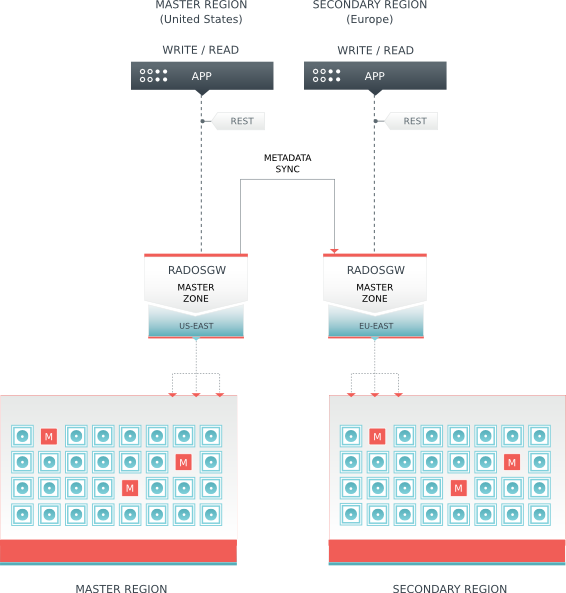 MASTER REGION
(United States)
SECONDARY REGION
(Europe)
WRITE / READ
WRITE / READ
APP
APP
REST
REST
METADATA
SYNC
RADOSGW
MASTER
ZONE
US-EAST
RADOSGW
MASTER
ZONE
EU-EAST
M
M
M
M
M
M
MASTER REGION
SECONDARY REGION